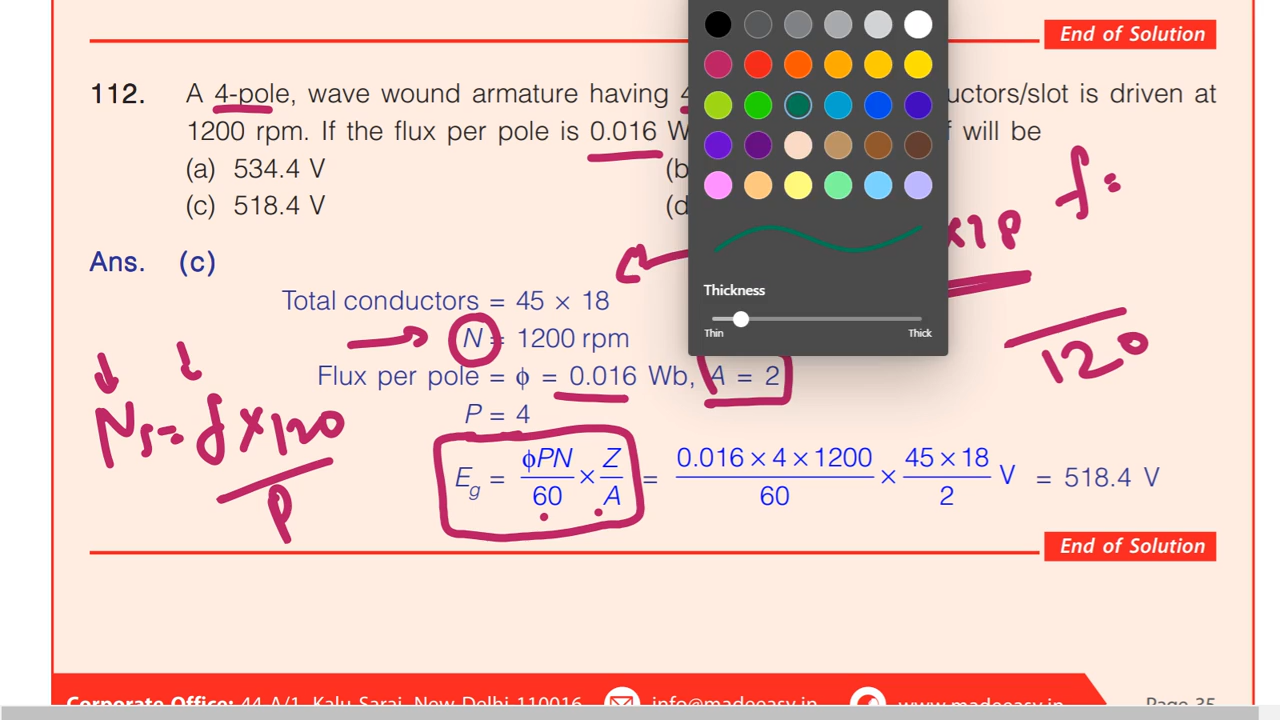 End of Solution
112. A 4-pole, wave wound armature having 4 uctors/slot is driven at
1200 rpm. If the flux per pole is 0.016 W f will be
(a) 534.4 V (b
(c) 518.4 V (d
f =
×18
120
Ans. (c)
Thickness
Thin Thick
Total conductors = 45 × 18
N = 1200 rpm
Flux per pole = ϕ = 0.016 Wb, A = 2
P = 4
Ns = f×120
P
Eg = ϕPN/60 × Z/A = 0.016 × 4 × 1200/60 × 45 × 18/2 V = 518.4 V
End of Solution
Corporate Office: 44 A/1, Kalu Sarai, New Delhi 110016 info@madeeasy.in www.madeeasy.in Page 35